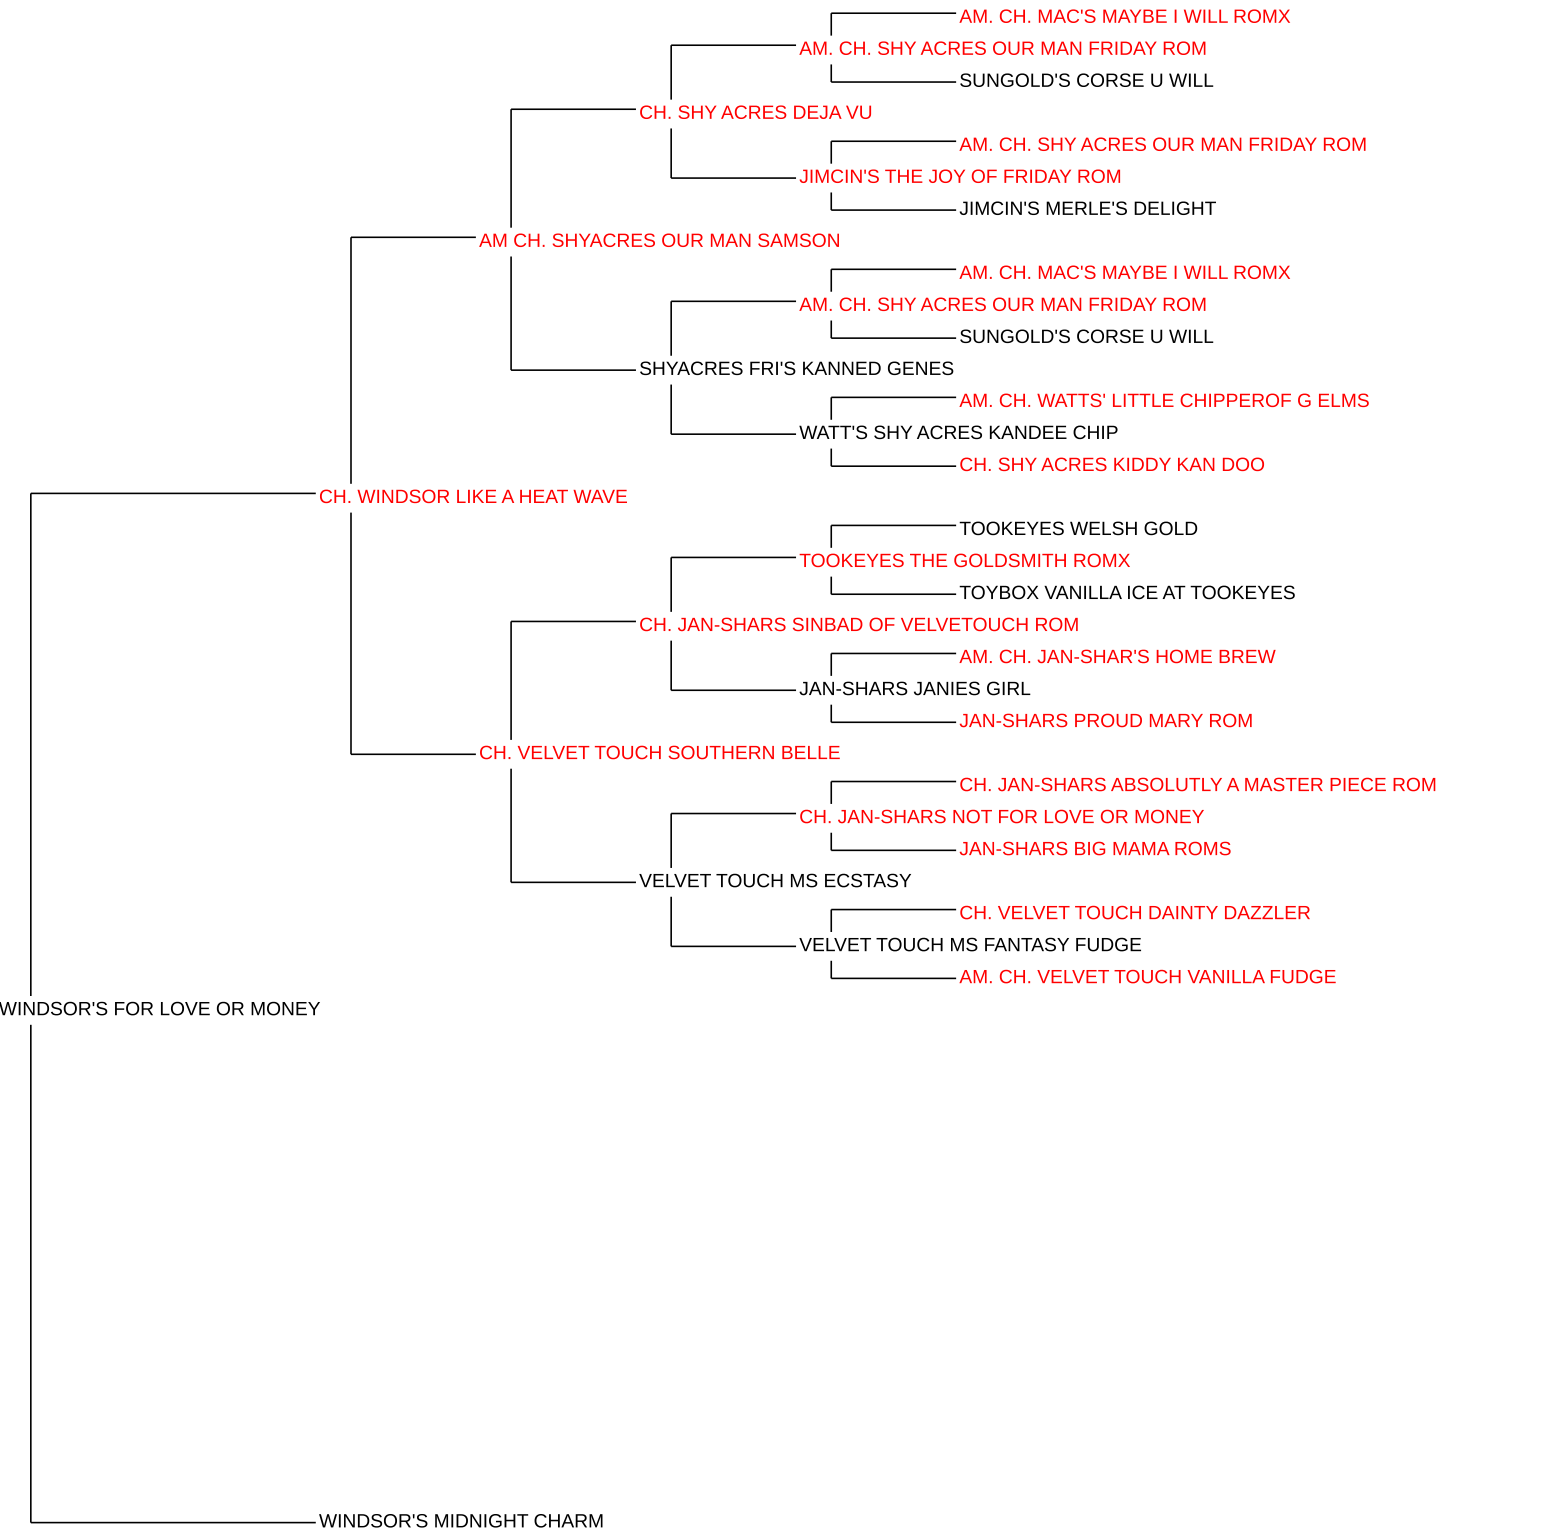 AM. CH. MAC'S MAYBE I WILL ROMX
AM. CH. SHY ACRES OUR MAN FRIDAY ROM
SUNGOLD'S CORSE U WILL
CH. SHY ACRES DEJA VU
AM. CH. SHY ACRES OUR MAN FRIDAY ROM
JIMCIN'S THE JOY OF FRIDAY ROM
JIMCIN'S MERLE'S DELIGHT
AM CH. SHYACRES OUR MAN SAMSON
AM. CH. MAC'S MAYBE I WILL ROMX
AM. CH. SHY ACRES OUR MAN FRIDAY ROM
SUNGOLD'S CORSE U WILL
SHYACRES FRI'S KANNED GENES
AM. CH. WATTS' LITTLE CHIPPEROF G ELMS
WATT'S SHY ACRES KANDEE CHIP
CH. SHY ACRES KIDDY KAN DOO
CH. WINDSOR LIKE A HEAT WAVE
TOOKEYES WELSH GOLD
TOOKEYES THE GOLDSMITH ROMX
TOYBOX VANILLA ICE AT TOOKEYES
CH. JAN-SHARS SINBAD OF VELVETOUCH ROM
AM. CH. JAN-SHAR'S HOME BREW
JAN-SHARS JANIES GIRL
JAN-SHARS PROUD MARY ROM
CH. VELVET TOUCH SOUTHERN BELLE
CH. JAN-SHARS ABSOLUTLY A MASTER PIECE ROM
CH. JAN-SHARS NOT FOR LOVE OR MONEY
JAN-SHARS BIG MAMA ROMS
VELVET TOUCH MS ECSTASY
CH. VELVET TOUCH DAINTY DAZZLER
VELVET TOUCH MS FANTASY FUDGE
AM. CH. VELVET TOUCH VANILLA FUDGE
WINDSOR'S FOR LOVE OR MONEY
WINDSOR'S MIDNIGHT CHARM